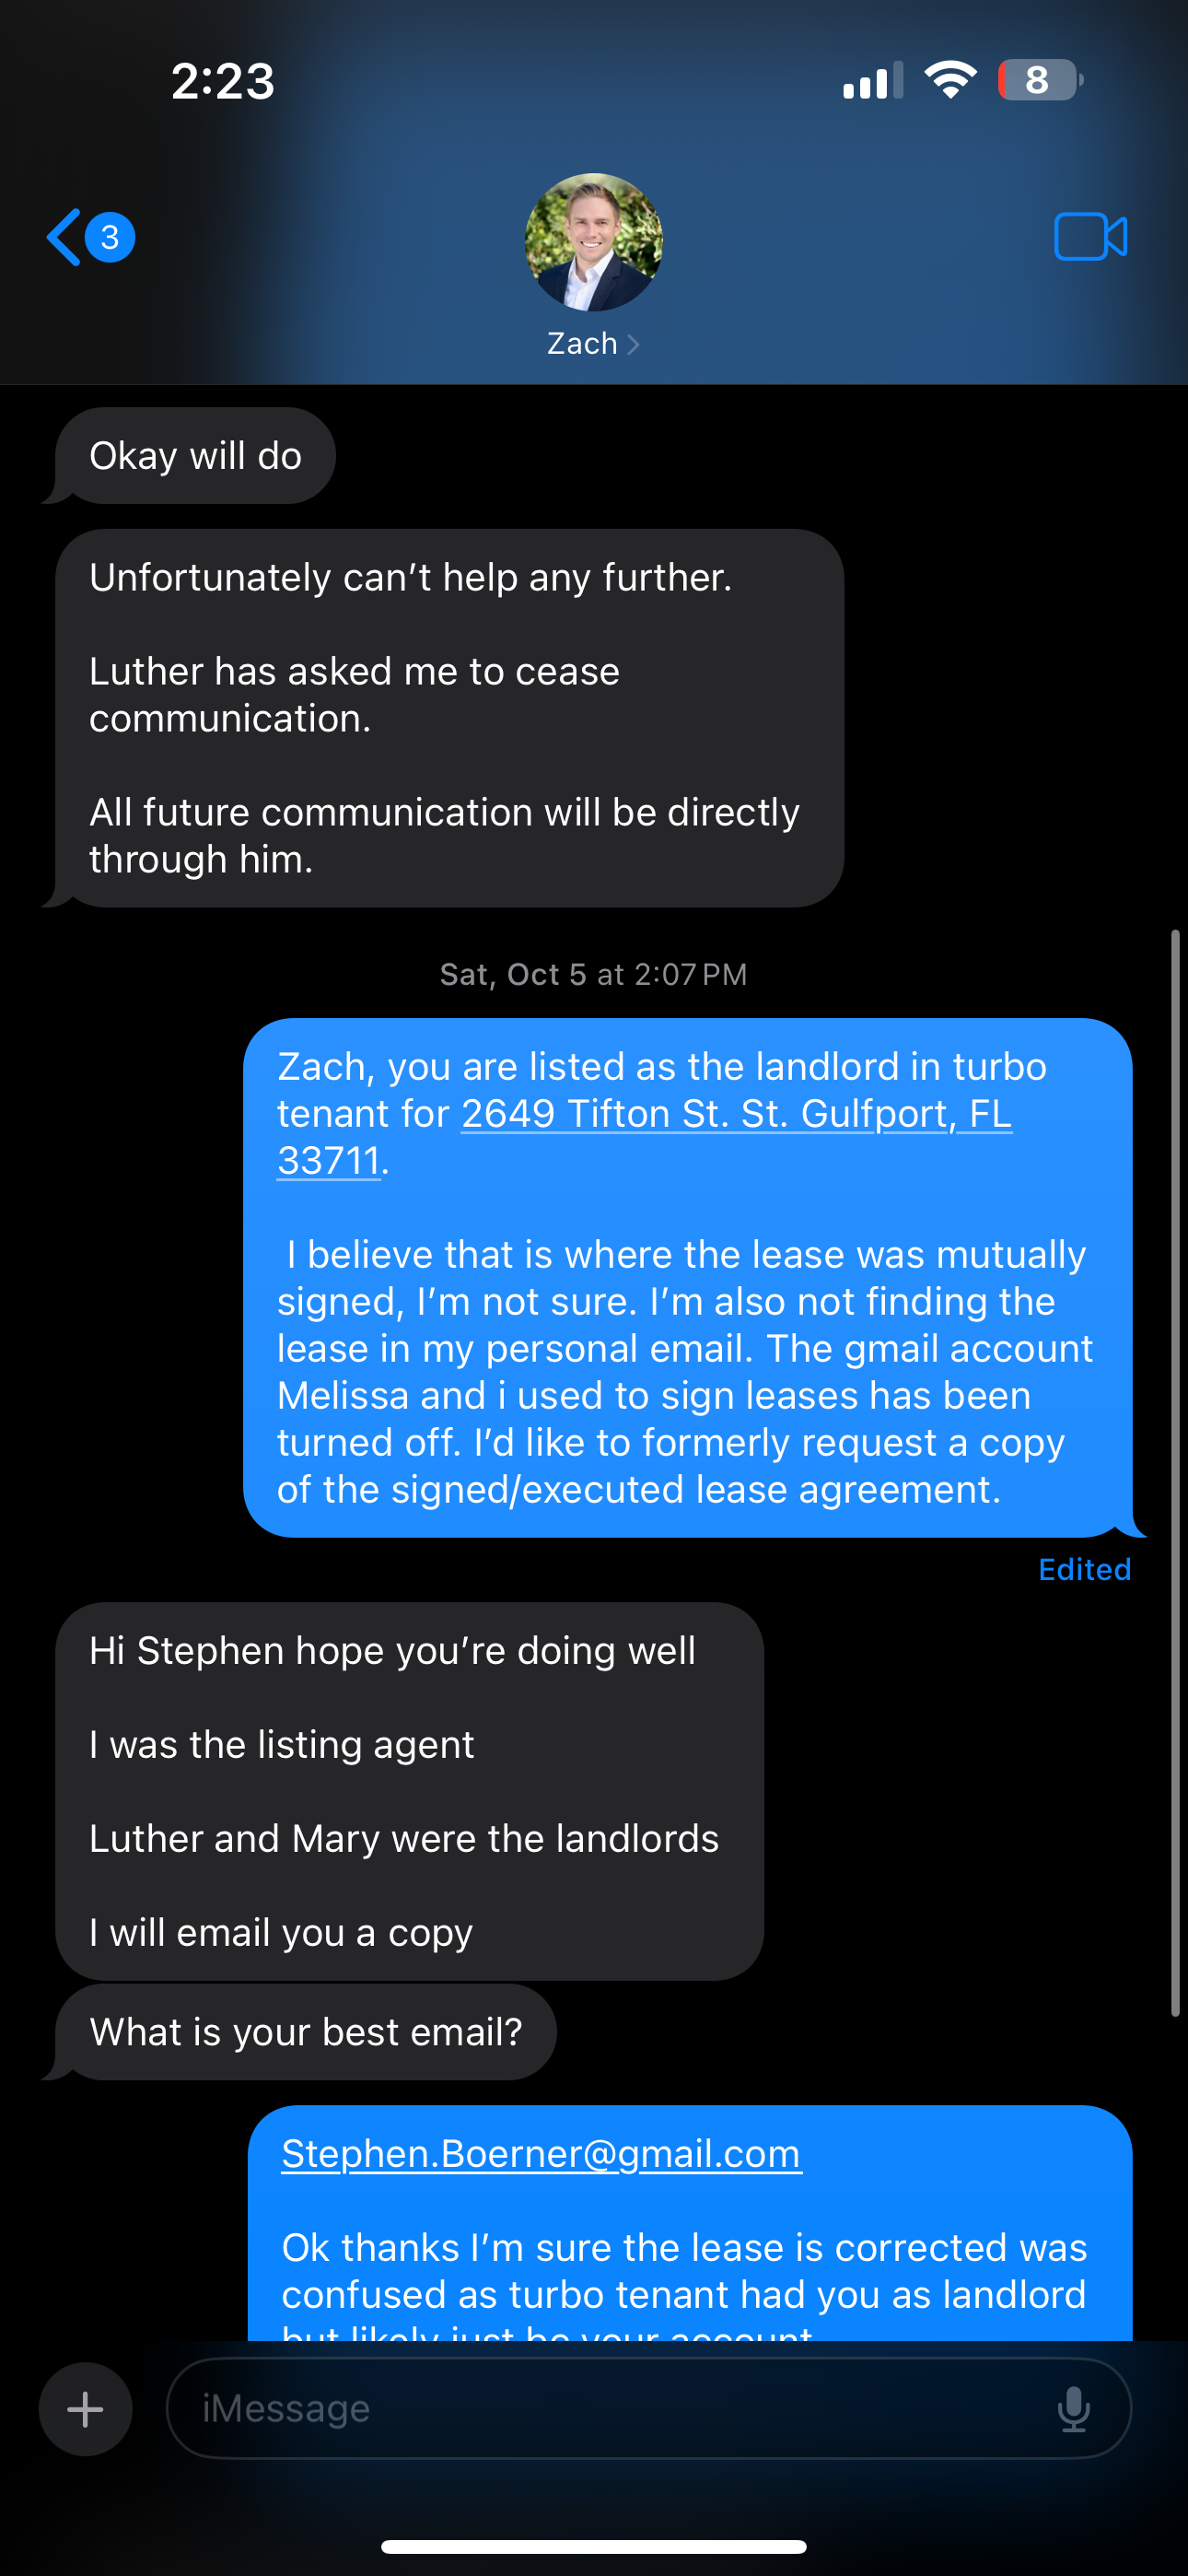 2:23
8
3
Zach
Okay will do
Unfortunately can’t help any further.
Luther has asked me to cease
communication.
All future communication will be directly
through him.
Sat, Oct 5 at 2:07 PM
Zach, you are listed as the landlord in turbo
tenant for 2649 Tifton St. St. Gulfport, FL
33711.
I believe that is where the lease was mutually
signed, I’m not sure. I’m also not finding the
lease in my personal email. The gmail account
Melissa and i used to sign leases has been
turned off. I’d like to formerly request a copy
of the signed/executed lease agreement.
Edited
Hi Stephen hope you’re doing well
I was the listing agent
Luther and Mary were the landlords
I will email you a copy
What is your best email?
Stephen.Boerner@gmail.com
Ok thanks I’m sure the lease is corrected was
confused as turbo tenant had you as landlord
but likely just be your account
iMessage